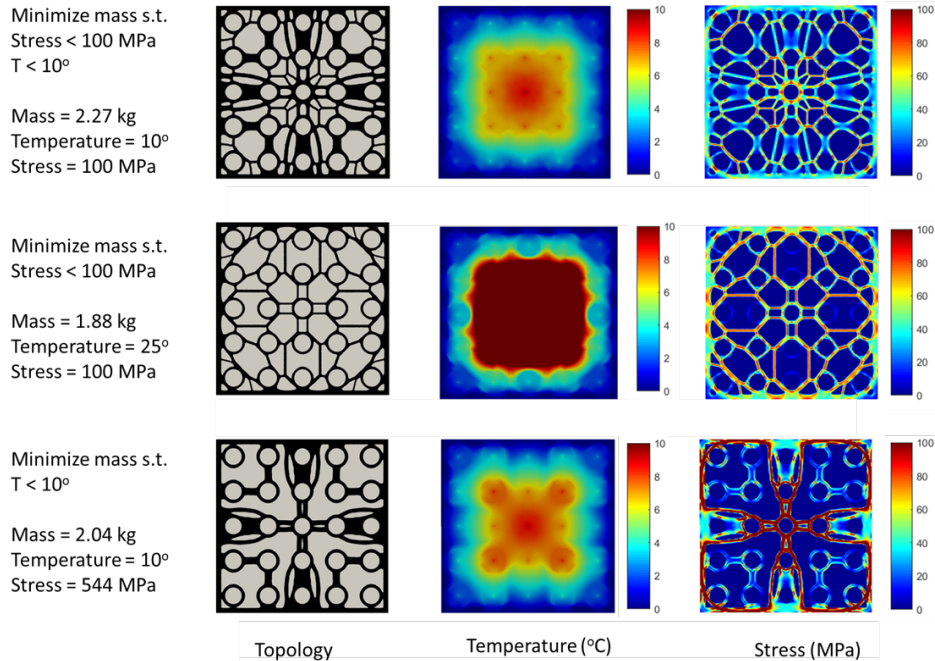 Minimize mass s.t.
Stress < 100 MPa
T < 10°
Mass = 2.27 kg
Temperature = 10°
Stress = 100 MPa
10
8
6
4
2
0
100
80
60
40
20
0
Minimize mass s.t.
Stress < 100 MPa
Mass = 1.88 kg
Temperature = 25°
Stress = 100 MPa
10
8
6
4
2
0
100
80
60
40
20
0
Minimize mass s.t.
T < 10°
Mass = 2.04 kg
Temperature = 10°
Stress = 544 MPa
10
8
6
4
2
0
100
80
60
40
20
0
Topology Temperature (°C) Stress (MPa)